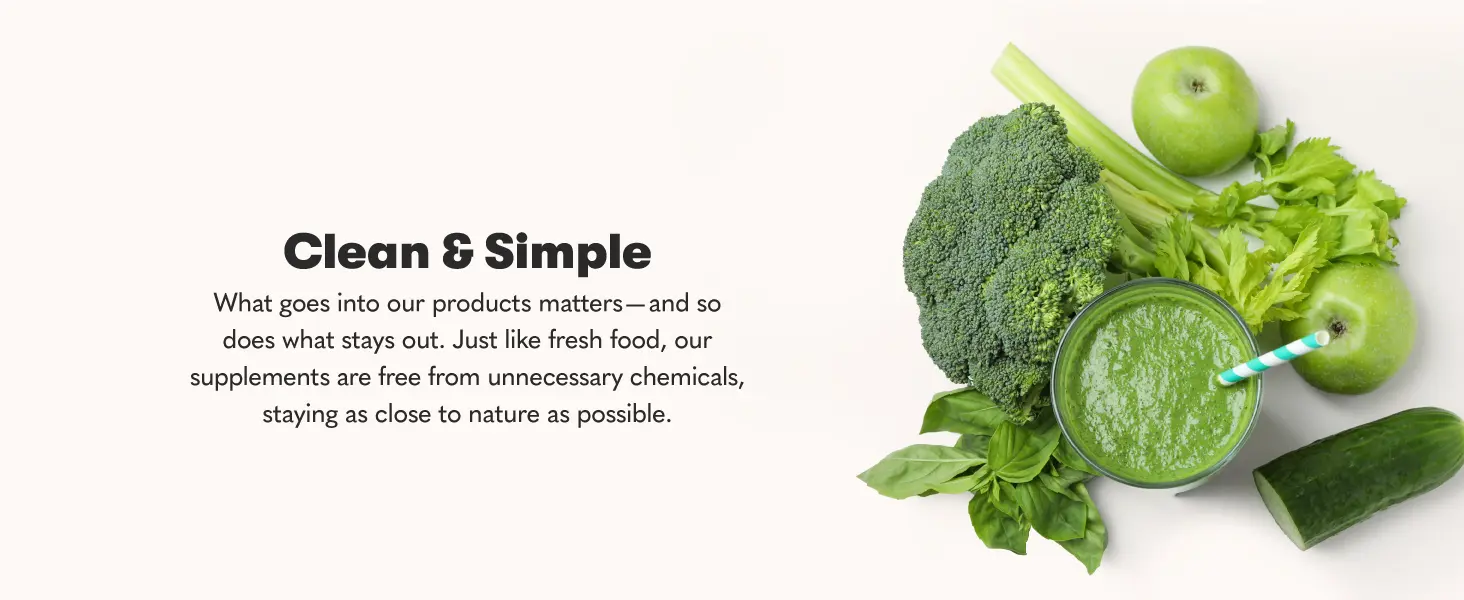 Clean & Simple
What goes into our products matters—and so
does what stays out. Just like fresh food, our
supplements are free from unnecessary chemicals,
staying as close to nature as possible.